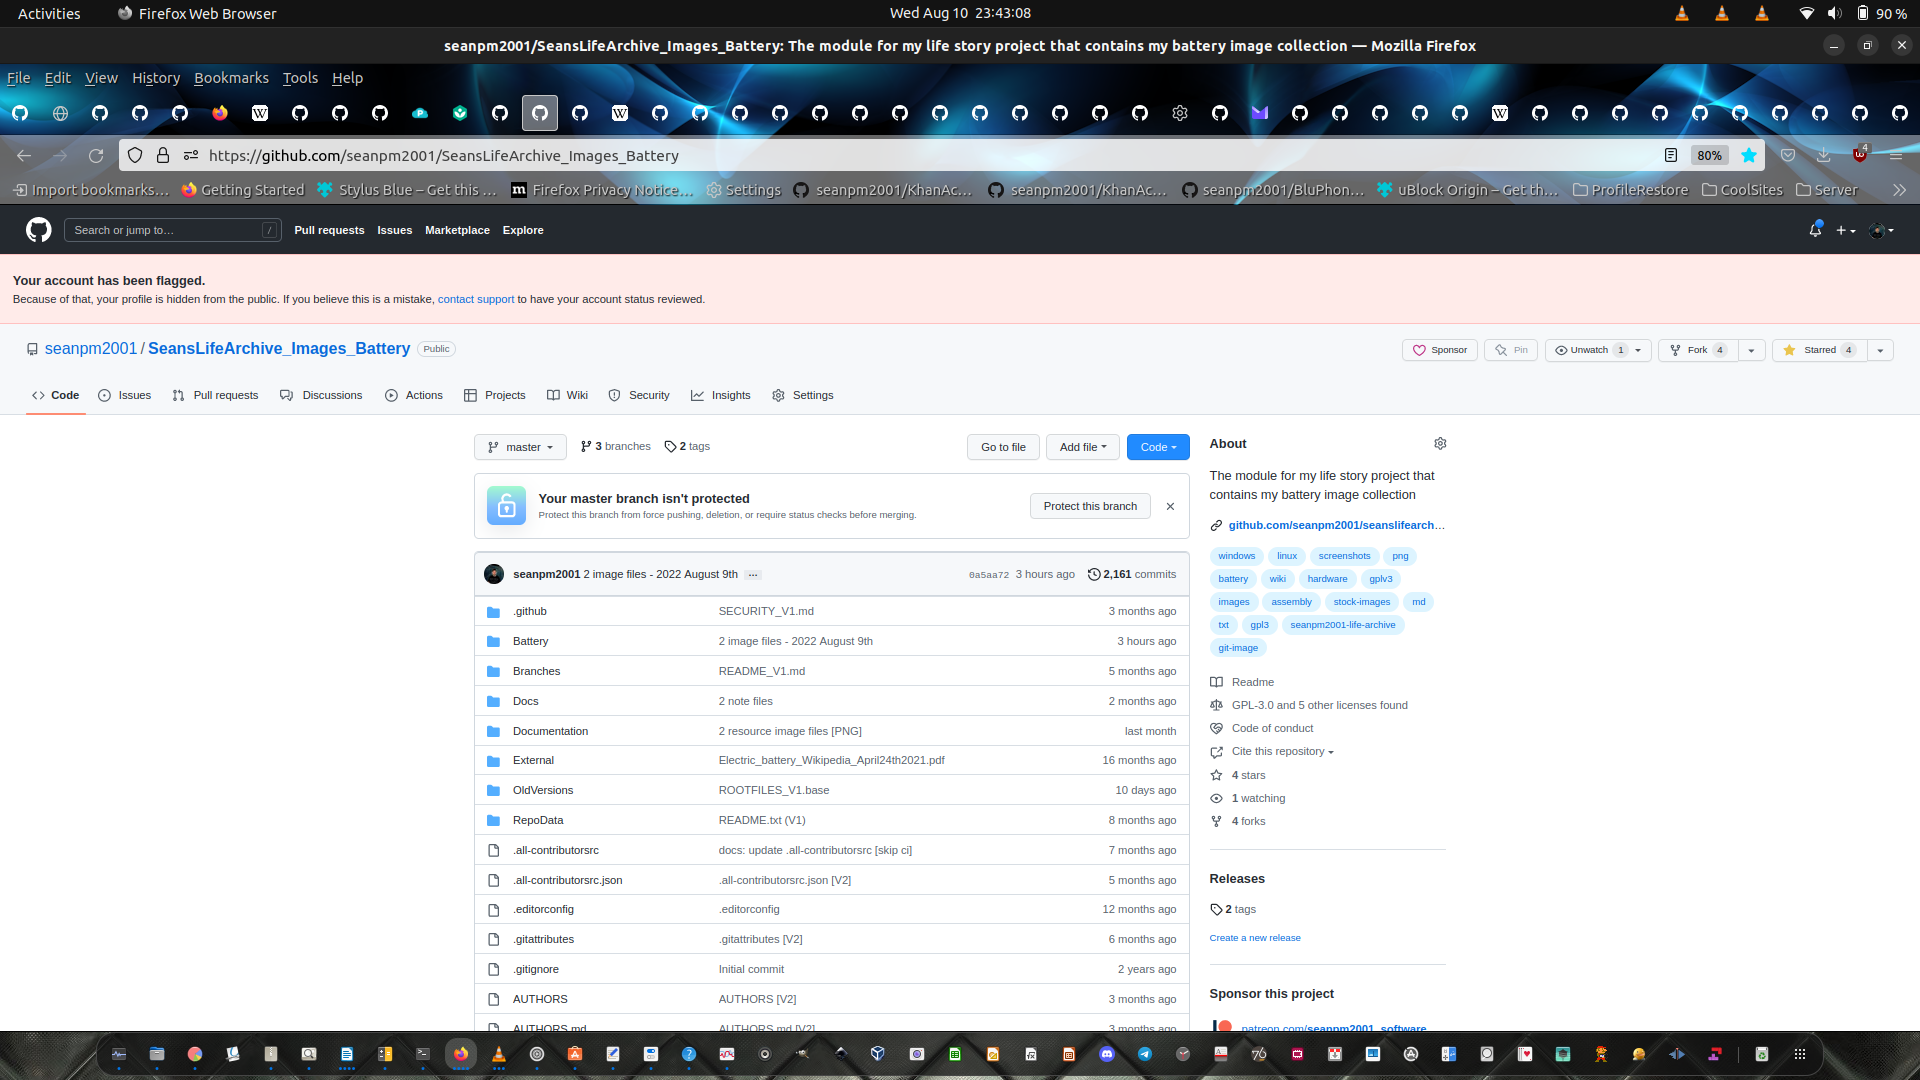 Activities
Firefox Web Browser
Wed Aug 10 23:43:08
90 %
seanpm2001/SeansLifeArchive_Images_Battery: The module for my life story project that contains my battery image collection — Mozilla Firefox
File Edit View History Bookmarks Tools Help
https://github.com/seanpm2001/SeansLifeArchive_Images_Battery
80%
4
Import bookmarks…
Getting Started
Stylus Blue – Get this …
Firefox Privacy Notice…
Settings
seanpm2001/KhanAc…
seanpm2001/KhanAc…
seanpm2001/BluPhon…
uBlock Origin – Get th…
ProfileRestore
CoolSites
Server
Search or jump to…
/
Pull requests Issues Marketplace Explore
Your account has been flagged.
Because of that, your profile is hidden from the public. If you believe this is a mistake, contact support to have your account status reviewed.
seanpm2001 / SeansLifeArchive_Images_Battery Public
Sponsor
Pin
Unwatch 1
Fork 4
Starred 4
Code Issues Pull requests Discussions Actions Projects Wiki Security Insights Settings
master
3 branches
2 tags
Go to file
Add file
Code
Your master branch isn't protected
Protect this branch from force pushing, deletion, or require status checks before merging.
Protect this branch
seanpm2001 2 image files - 2022 August 9th … 0a5aa72 3 hours ago 2,161 commits
.github SECURITY_V1.md 3 months ago
Battery 2 image files - 2022 August 9th 3 hours ago
Branches README_V1.md 5 months ago
Docs 2 note files 2 months ago
Documentation 2 resource image files [PNG] last month
External Electric_battery_Wikipedia_April24th2021.pdf 16 months ago
OldVersions ROOTFILES_V1.base 10 days ago
RepoData README.txt (V1) 8 months ago
.all-contributorsrc docs: update .all-contributorsrc [skip ci] 7 months ago
.all-contributorsrc.json .all-contributorsrc.json [V2] 5 months ago
.editorconfig .editorconfig 12 months ago
.gitattributes .gitattributes [V2] 6 months ago
.gitignore Initial commit 2 years ago
AUTHORS AUTHORS [V2] 3 months ago
AUTHORS.md AUTHORS.md [V2] 3 months ago
About
The module for my life story project that
contains my battery image collection
github.com/seanpm2001/seanslifearch…
windows linux screenshots png
battery wiki hardware gplv3
images assembly stock-images md
txt gpl3 seanpm2001-life-archive
git-image
Readme
GPL-3.0 and 5 other licenses found
Code of conduct
Cite this repository
4 stars
1 watching
4 forks
Releases
2 tags
Create a new release
Sponsor this project
patreon.com/seanpm2001_software